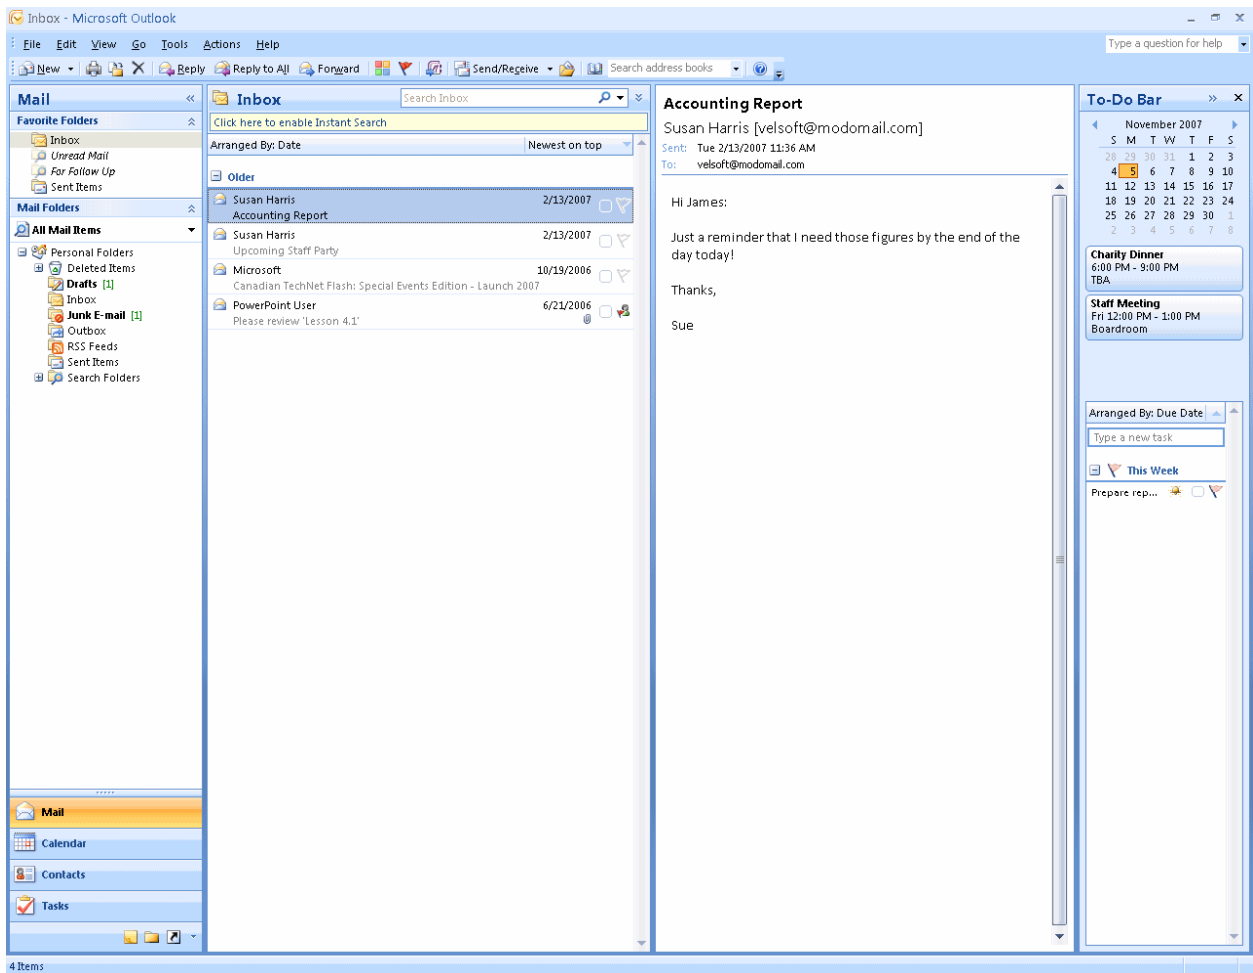 Inbox - Microsoft Outlook
File Edit View Go Tools Actions Help
Type a question for help
New Reply Reply to All Forward Send/Receive Search address books
Mail
Favorite Folders
Inbox
Unread Mail
For Follow Up
Sent Items
Mail Folders
All Mail Items
Personal Folders
Deleted Items
Drafts [1]
Inbox
Junk E-mail [1]
Outbox
RSS Feeds
Sent Items
Search Folders
Mail
Calendar
Contacts
Tasks
Inbox
Search Inbox
Click here to enable Instant Search
Arranged By: Date Newest on top
Older
Susan Harris 2/13/2007
Accounting Report
Susan Harris 2/13/2007
Upcoming Staff Party
Microsoft 10/19/2006
Canadian TechNet Flash: Special Events Edition - Launch 2007
PowerPoint User 6/21/2006
Please review 'Lesson 4.1'
Accounting Report
Susan Harris [velsoft@modomail.com]
Sent: Tue 2/13/2007 11:36 AM
To: velsoft@modomail.com
Hi James:
Just a reminder that I need those figures by the end of the
day today!
Thanks,
Sue
To-Do Bar
November 2007
S M T W T F S
28 29 30 31 1 2 3
4 5 6 7 8 9 10
11 12 13 14 15 16 17
18 19 20 21 22 23 24
25 26 27 28 29 30 1
2 3 4 5 6 7 8
Charity Dinner
6:00 PM - 9:00 PM
TBA
Staff Meeting
Fri 12:00 PM - 1:00 PM
Boardroom
Arranged By: Due Date
Type a new task
This Week
Prepare rep...
4 Items